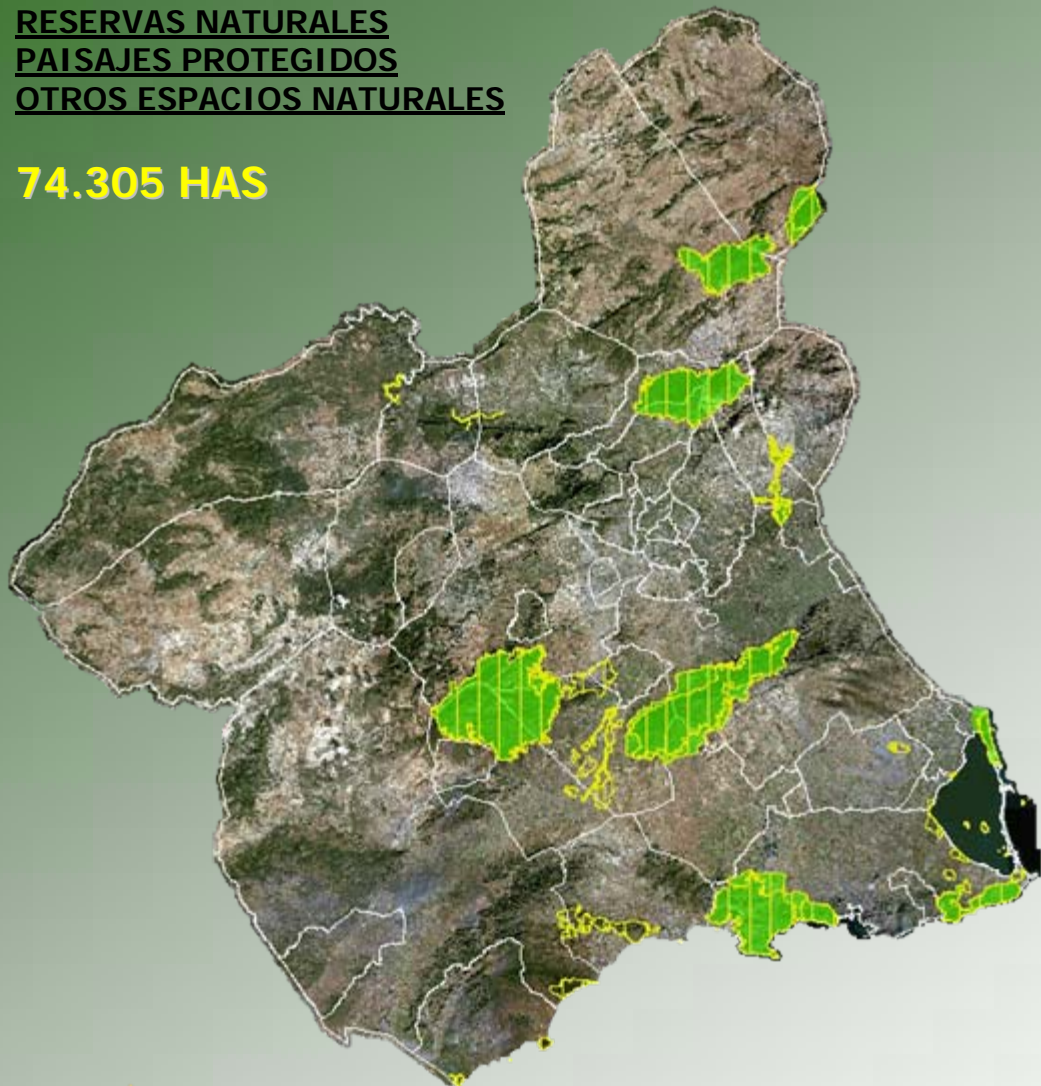 RESERVAS NATURALES
PAISAJES PROTEGIDOS
OTROS ESPACIOS NATURALES
74.305 HAS